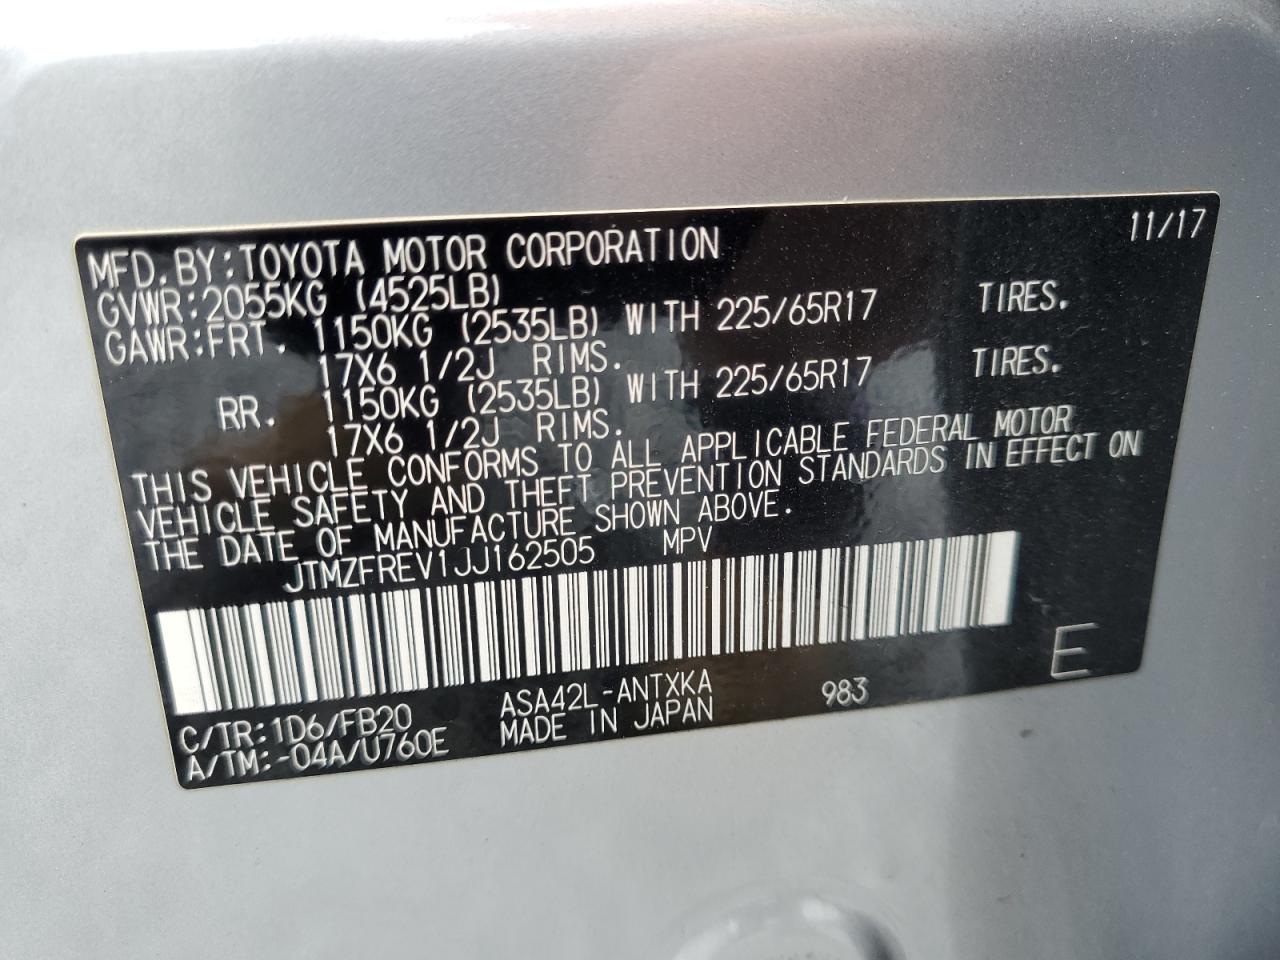 11/17
MFD. BY: TOYOTA MOTOR CORPORATION
GVWR: 2055KG (4525LB)
GAWR: FRT. 1150KG (2535LB) WITH 225/65R17 TIRES.
17X6 1/2J RIMS.
RR. 1150KG (2535LB) WITH 225/65R17 TIRES.
17X6 1/2J RIMS.
THIS VEHICLE CONFORMS TO ALL APPLICABLE FEDERAL MOTOR
VEHICLE SAFETY AND THEFT PREVENTION STANDARDS IN EFFECT ON
THE DATE OF MANUFACTURE SHOWN ABOVE.
JTMZFREV1JJ162505 MPV
E
C/TR:1D6/FB20 ASA42L-ANTXKA 983
A/TM:-04A/U760E MADE IN JAPAN